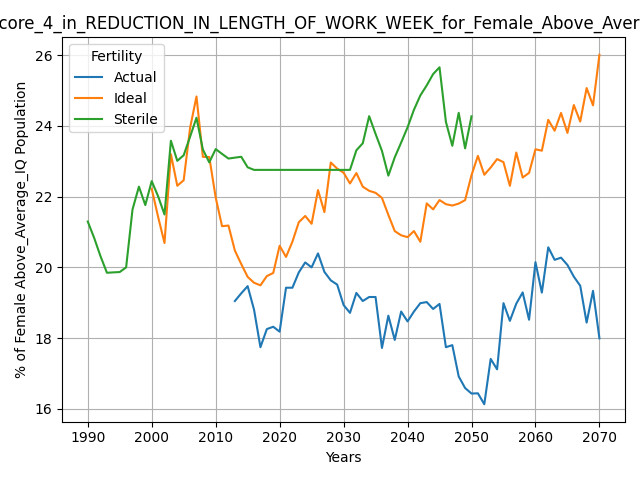 core_4_in_REDUCTION_IN_LENGTH_OF_WORK_WEEK_for_Female_Above_Aver
Fertility
Actual
Ideal
Sterile
% of Female Above_Average_IQ Population
26
24
22
20
18
16
1990 2000 2010 2020 2030 2040 2050 2060 2070
Years